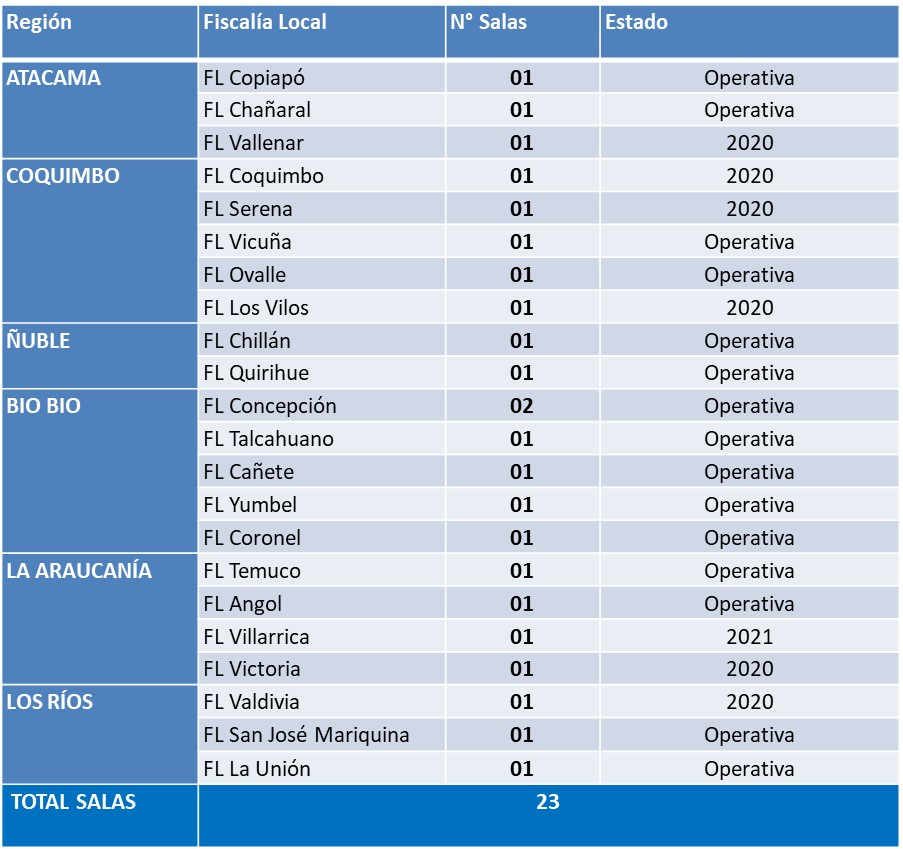 Región Fiscalía Local N° Salas Estado
ATACAMA FL Copiapó 01 Operativa
FL Chañaral 01 Operativa
FL Vallenar 01 2020
COQUIMBO FL Coquimbo 01 2020
FL Serena 01 2020
FL Vicuña 01 Operativa
FL Ovalle 01 Operativa
FL Los Vilos 01 2020
ÑUBLE FL Chillán 01 Operativa
FL Quirihue 01 Operativa
BIO BIO FL Concepción 02 Operativa
FL Talcahuano 01 Operativa
FL Cañete 01 Operativa
FL Yumbel 01 Operativa
FL Coronel 01 Operativa
LA ARAUCANÍA FL Temuco 01 Operativa
FL Angol 01 Operativa
FL Villarrica 01 2021
FL Victoria 01 2020
LOS RÍOS FL Valdivia 01 2020
FL San José Mariquina 01 Operativa
FL La Unión 01 Operativa
TOTAL SALAS 23